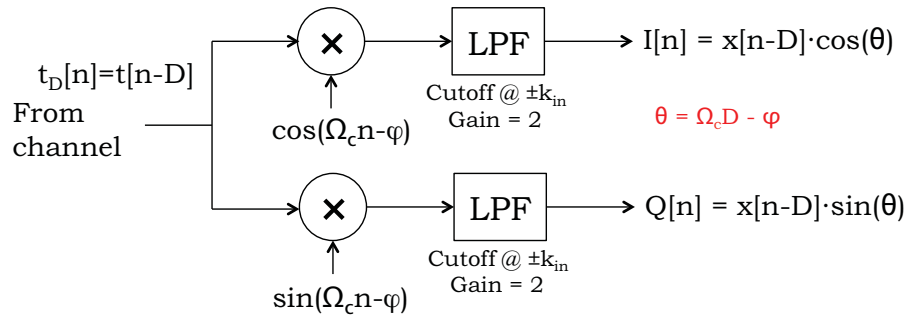 ×
LPF
I[n] = x[n-D]·cos(θ)
t_D[n]=t[n-D]
From
channel
Cutoff @ ±k_in
Gain = 2
cos(Ω_c n-φ)
θ = Ω_c D - φ
×
LPF
Q[n] = x[n-D]·sin(θ)
Cutoff @ ±k_in
Gain = 2
sin(Ω_c n-φ)